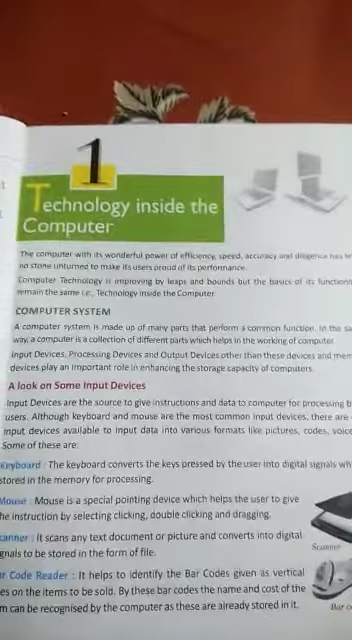 1
Technology inside the
Computer
The computer with its wonderful power of efficiency, speed, accuracy and diligence has
no stone unturned to make its users proud of its performance.
Computer Technology is improving by leaps and bounds but the basics of its
remain the same i.e., Technology inside the Computer.
COMPUTER SYSTEM
A computer system is made up of many parts that perform a common function. In the
way, a computer is a collection of different parts which helps in the working of computer.
Input Devices, Processing Devices and Output Devices other than these devices and
devices play an important role in enhancing the storage capacity of computers.
A look on Some Input Devices
Input Devices are the source to give instructions and data to computer for processing
users. Although keyboard and mouse are the most common input devices, there are
input devices available to input data into various formats like pictures, codes,
Some of these are:
Keyboard : The keyboard converts the keys pressed by the user into digital signals
stored in the memory for processing.
Mouse : Mouse is a special pointing device which helps the user to give
the instruction by selecting clicking, double clicking and dragging.
canner : It scans any text document or picture and converts into digital
gnals to be stored in the form of file.
Scanner
r Code Reader : It helps to identify the Bar Codes given as vertical
es on the items to be sold. By these bar codes the name and cost of the
m can be recognised by the computer as these are already stored in it.
Bar